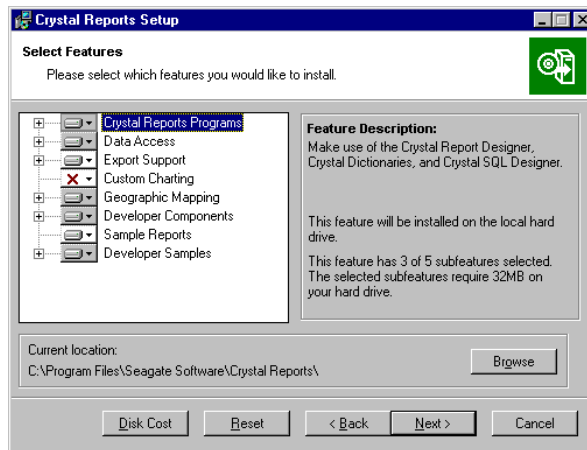 Crystal Reports Setup
Select Features
Please select which features you would like to install.
Crystal Reports Programs
Data Access
Export Support
Custom Charting
Geographic Mapping
Developer Components
Sample Reports
Developer Samples
Feature Description:
Make use of the Crystal Report Designer,
Crystal Dictionaries, and Crystal SQL Designer.
This feature will be installed on the local hard
drive.
This feature has 3 of 5 subfeatures selected.
The selected subfeatures require 32MB on
your hard drive.
Current location:
C:\Program Files\Seagate Software\Crystal Reports\
Browse
Disk Cost
Reset
< Back
Next >
Cancel